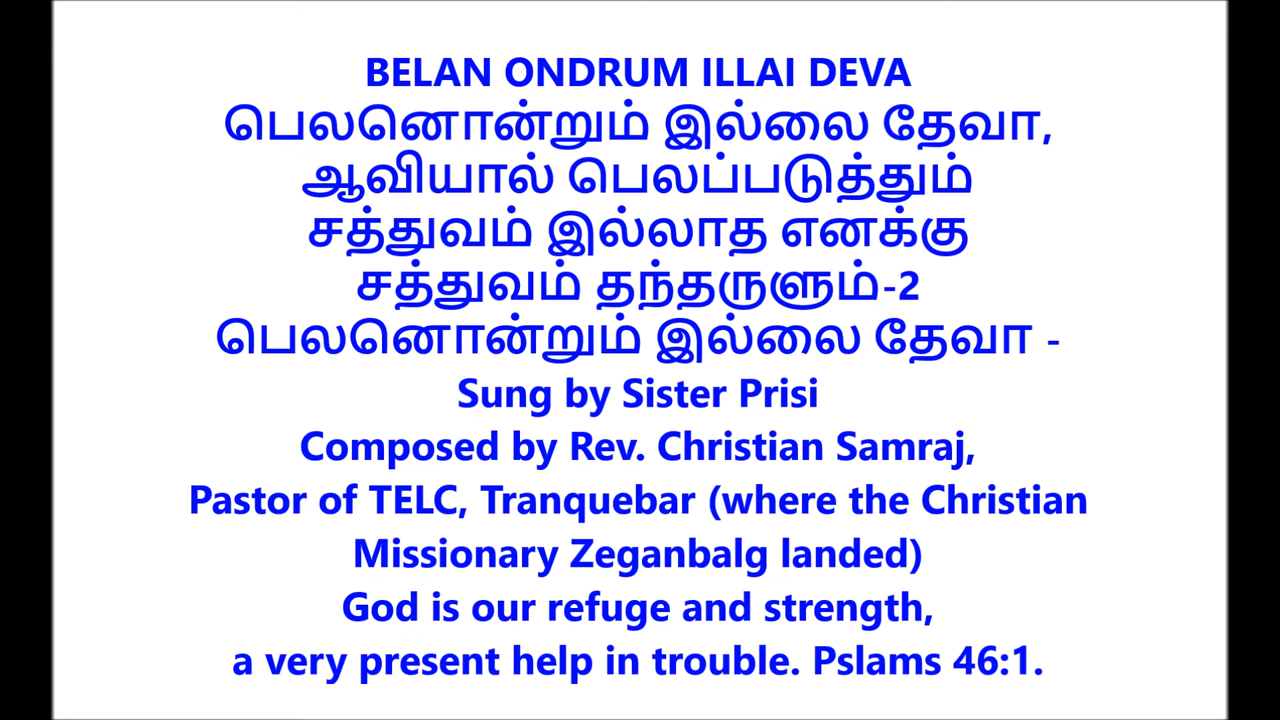 BELAN ONDRUM ILLAI DEVA
பெலனொன்றும் இல்லை தேவா,
ஆவியால் பெலப்படுத்தும்
சத்துவம் இல்லாத எனக்கு
சத்துவம் தந்தருளும்-2
பெலனொன்றும் இல்லை தேவா -
Sung by Sister Prisi
Composed by Rev. Christian Samraj,
Pastor of TELC, Tranquebar (where the Christian
Missionary Zeganbalg landed)
God is our refuge and strength,
a very present help in trouble. Pslams 46:1.